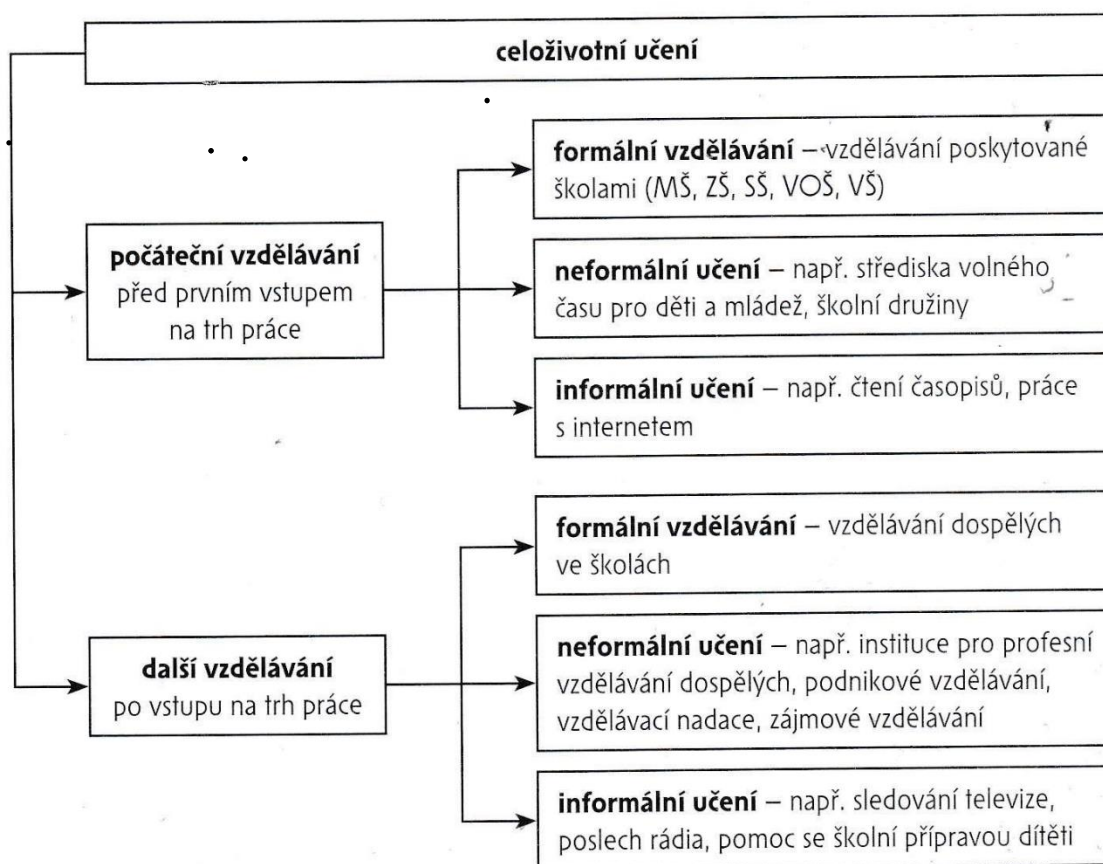 celoživotní učení
formální vzdělávání – vzdělávání poskytované
školami (MŠ, ZŠ, SŠ, VOŠ, VŠ)
počáteční vzdělávání
před prvním vstupem
na trh práce
neformální učení – např. střediska volného
času pro děti a mládež, školní družiny
informální učení – např. čtení časopisů, práce
s internetem
formální vzdělávání – vzdělávání dospělých
ve školách
další vzdělávání
po vstupu na trh práce
neformální učení – např. instituce pro profesní
vzdělávání dospělých, podnikové vzdělávání,
vzdělávací nadace, zájmové vzdělávání
informální učení – např. sledování televize,
poslech rádia, pomoc se školní přípravou dítěti